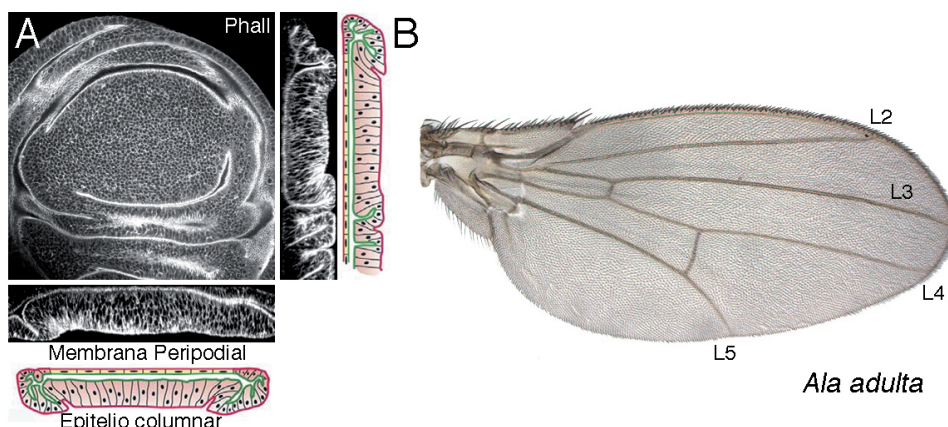 A
Phall
B
L2
L3
L4
L5
Membrana Peripodial
Epitelio columnar
Ala adulta